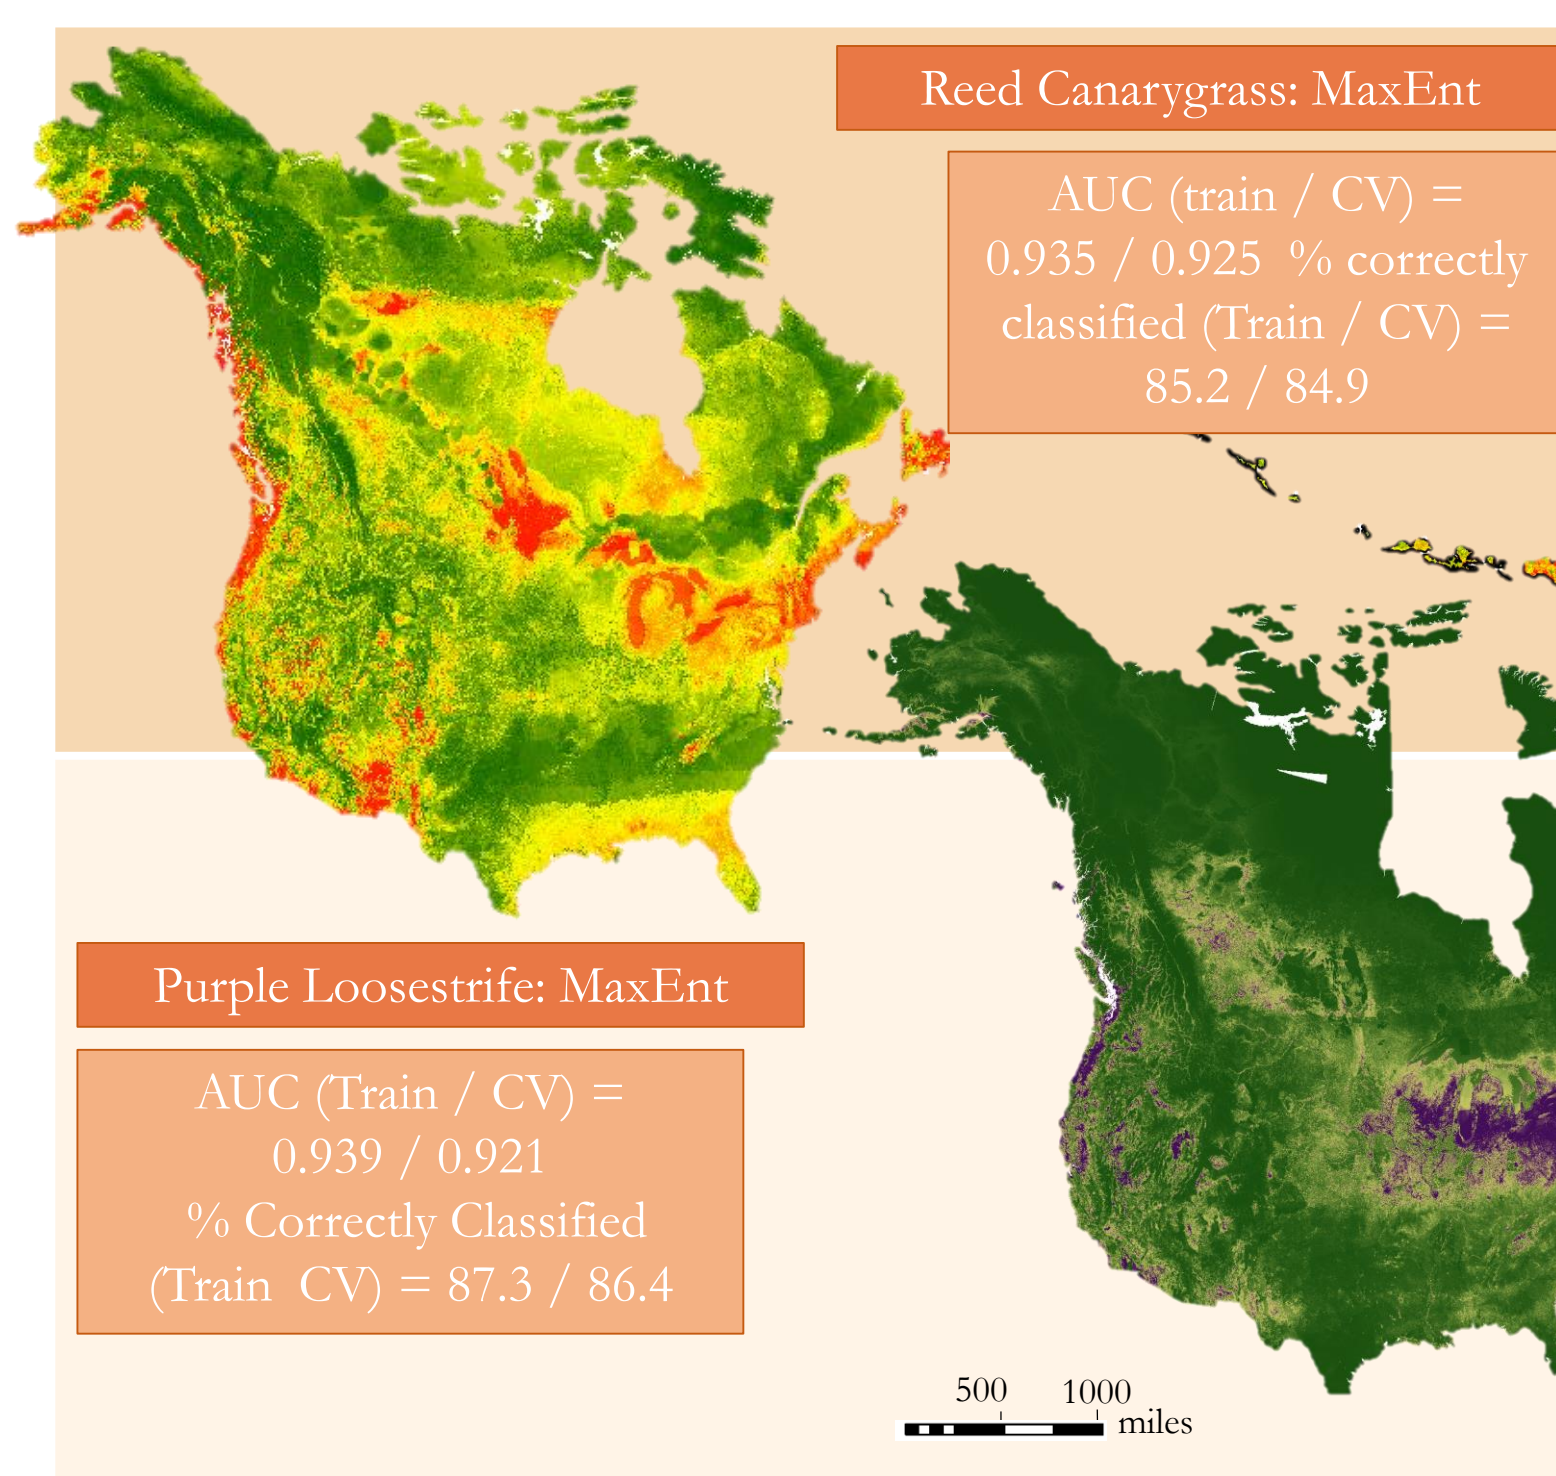 Reed Canarygrass: MaxEnt
AUC (train / CV) =
0.935 / 0.925 % correctly
classified (Train / CV) =
85.2 / 84.9
Purple Loosestrife: MaxEnt
AUC (Train / CV) =
0.939 / 0.921
% Correctly Classified
(Train CV) = 87.3 / 86.4
500 1000
miles